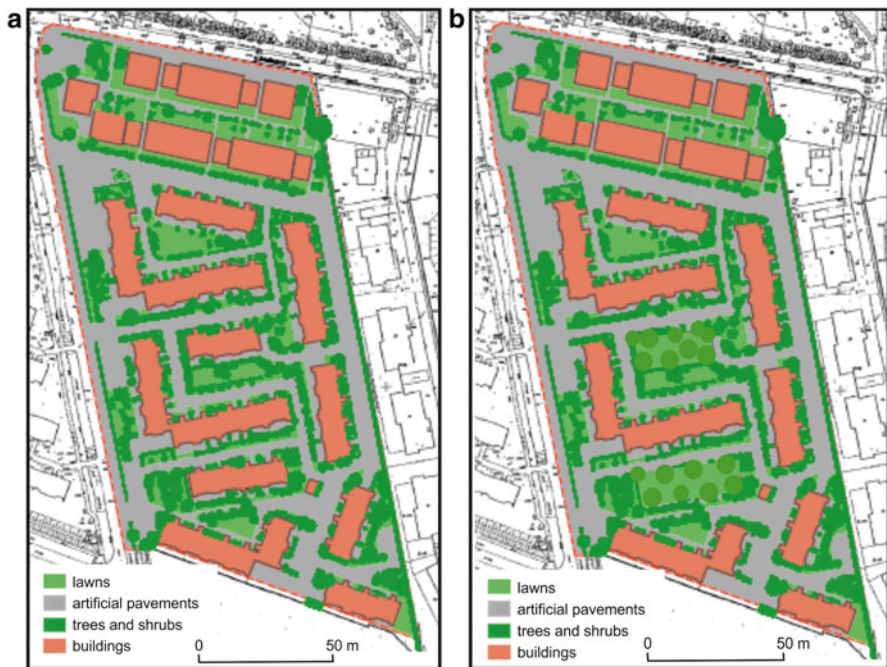 a
lawns
artificial pavements
trees and shrubs
buildings
0 50 m
b
lawns
artificial pavements
trees and shrubs
buildings
0 50 m